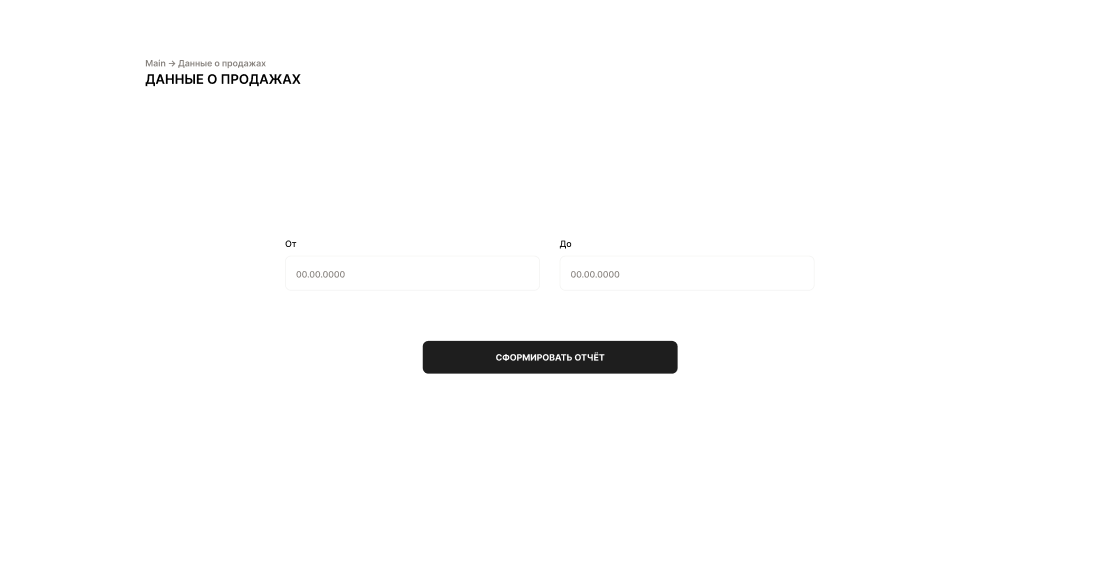 Main → Данные о продажах
ДАННЫЕ О ПРОДАЖАХ
От
До
00.00.0000
00.00.0000
СФОРМИРОВАТЬ ОТЧЁТ